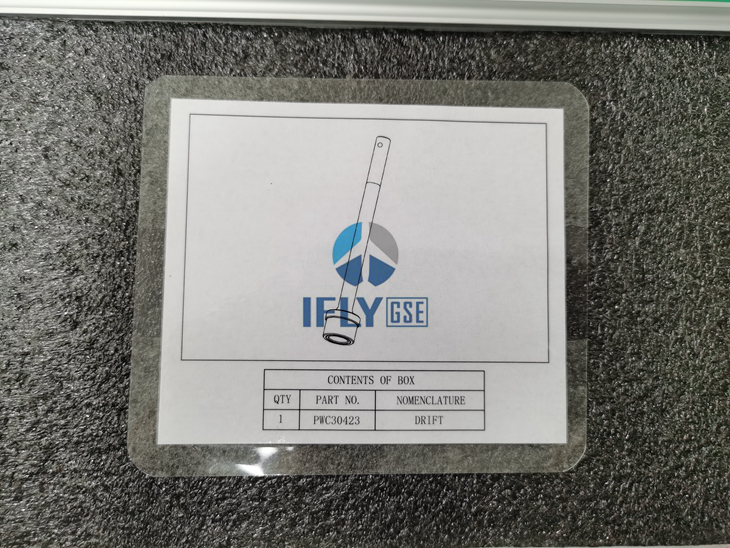 IFLY GSE
CONTENTS OF BOX
QTY PART NO. NOMENCLATURE
1 PWC30423 DRIFT